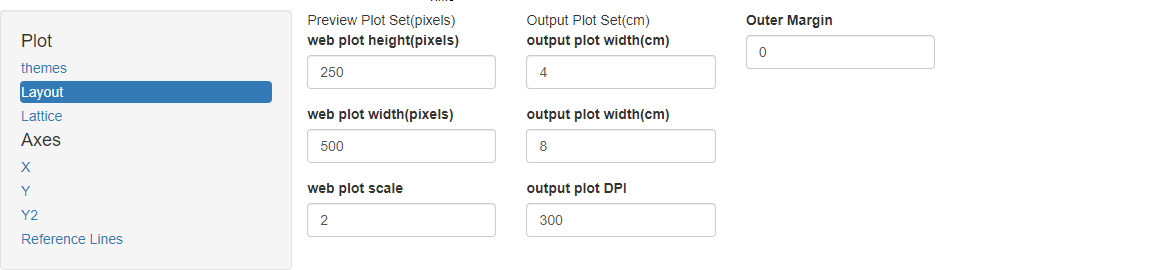 Plot
themes
Layout
Lattice
Axes
X
Y
Y2
Reference Lines
Preview Plot Set(pixels)
web plot height(pixels)
250
web plot width(pixels)
500
web plot scale
2
Output Plot Set(cm)
output plot width(cm)
4
output plot width(cm)
8
output plot DPI
300
Outer Margin
0